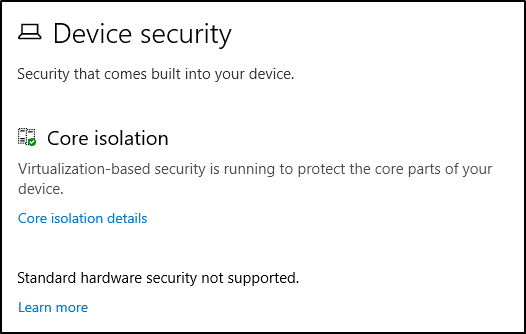 Device security
Security that comes built into your device.
Core isolation
Virtualization-based security is running to protect the core parts of your
device.
Core isolation details
Standard hardware security not supported.
Learn more